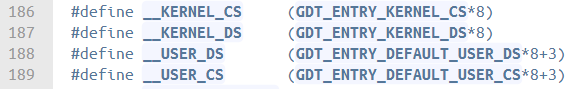 186 #define __KERNEL_CS (GDT_ENTRY_KERNEL_CS*8)
187 #define __KERNEL_DS (GDT_ENTRY_KERNEL_DS*8)
188 #define __USER_DS (GDT_ENTRY_DEFAULT_USER_DS*8+3)
189 #define __USER_CS (GDT_ENTRY_DEFAULT_USER_CS*8+3)